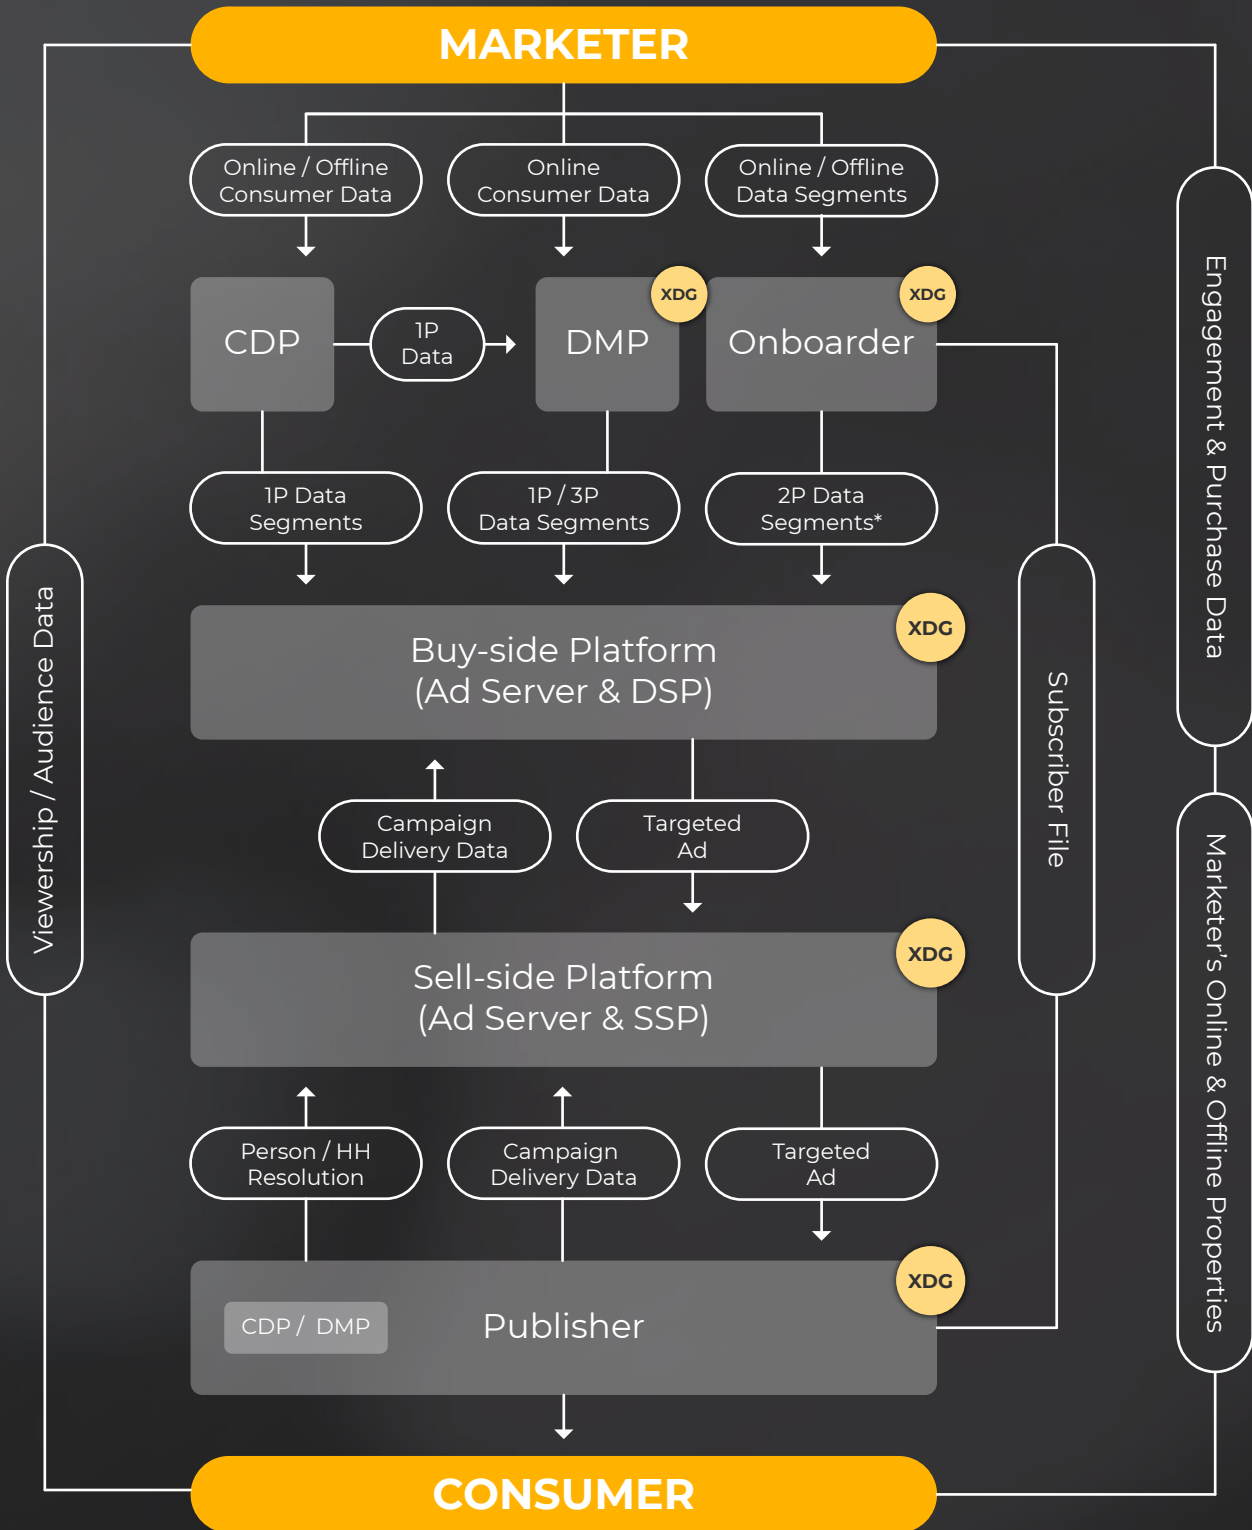 MARKETER
Online / Offline
Consumer Data
Online
Consumer Data
Online / Offline
Data Segments
CDP
1P
Data
DMP
XDG
Onboarder
XDG
1P Data
Segments
1P / 3P
Data Segments
2P Data
Segments*
Buy-side Platform
(Ad Server & DSP)
XDG
Campaign
Delivery Data
Targeted
Ad
Sell-side Platform
(Ad Server & SSP)
XDG
Person / HH
Resolution
Campaign
Delivery Data
Targeted
Ad
CDP / DMP
Publisher
XDG
CONSUMER
Viewership / Audience Data
Subscriber File
Engagement & Purchase Data
Marketer's Online & Offline Properties